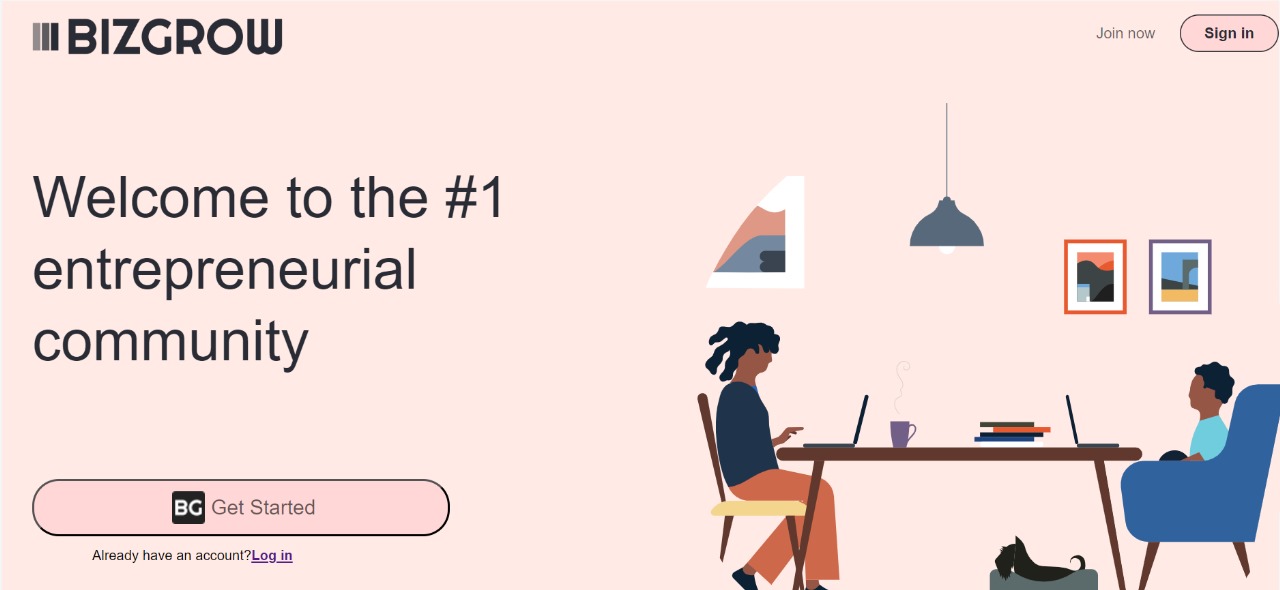 BIZGROW
Join now
Sign in
Welcome to the #1
entrepreneurial
community
BG Get Started
Already have an account?Log in